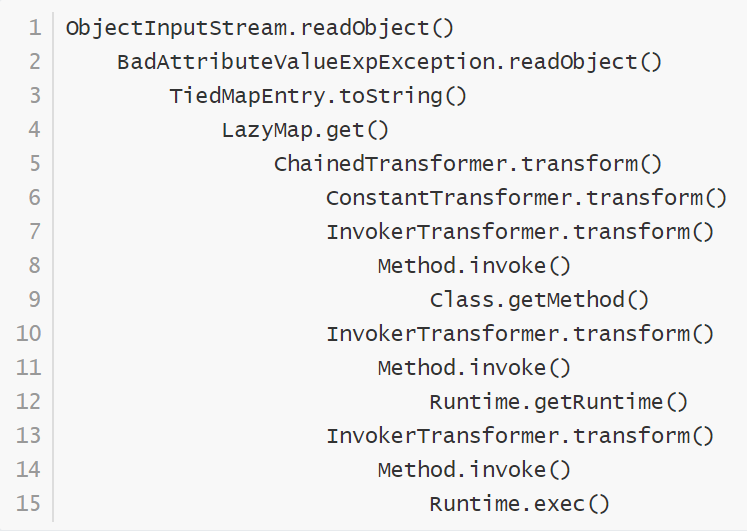 1 ObjectInputStream.readObject()
2 BadAttributeValueExpException.readObject()
3 TiedMapEntry.toString()
4 LazyMap.get()
5 ChainedTransformer.transform()
6 ConstantTransformer.transform()
7 InvokerTransformer.transform()
8 Method.invoke()
9 Class.getMethod()
10 InvokerTransformer.transform()
11 Method.invoke()
12 Runtime.getRuntime()
13 InvokerTransformer.transform()
14 Method.invoke()
15 Runtime.exec()